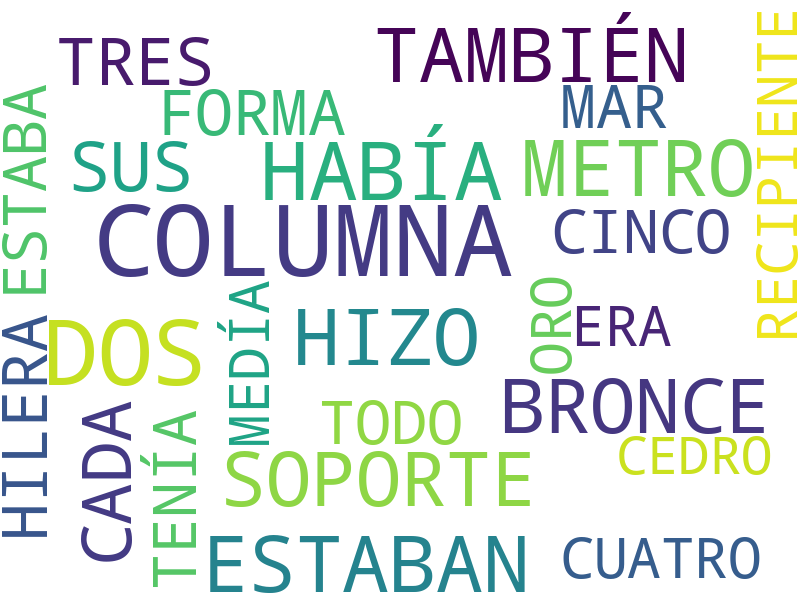 TRES
TAMBIÉN
RECIPIENTE
ESTABA
FORMA
MAR
SUS
HABÍA
METRO
COLUMNA
CINCO
HILERA
DOS
MEDÍA
HIZO
ORO
ERA
CADA
TENÍA
TODO
BRONCE
SOPORTE
CEDRO
ESTABAN
CUATRO